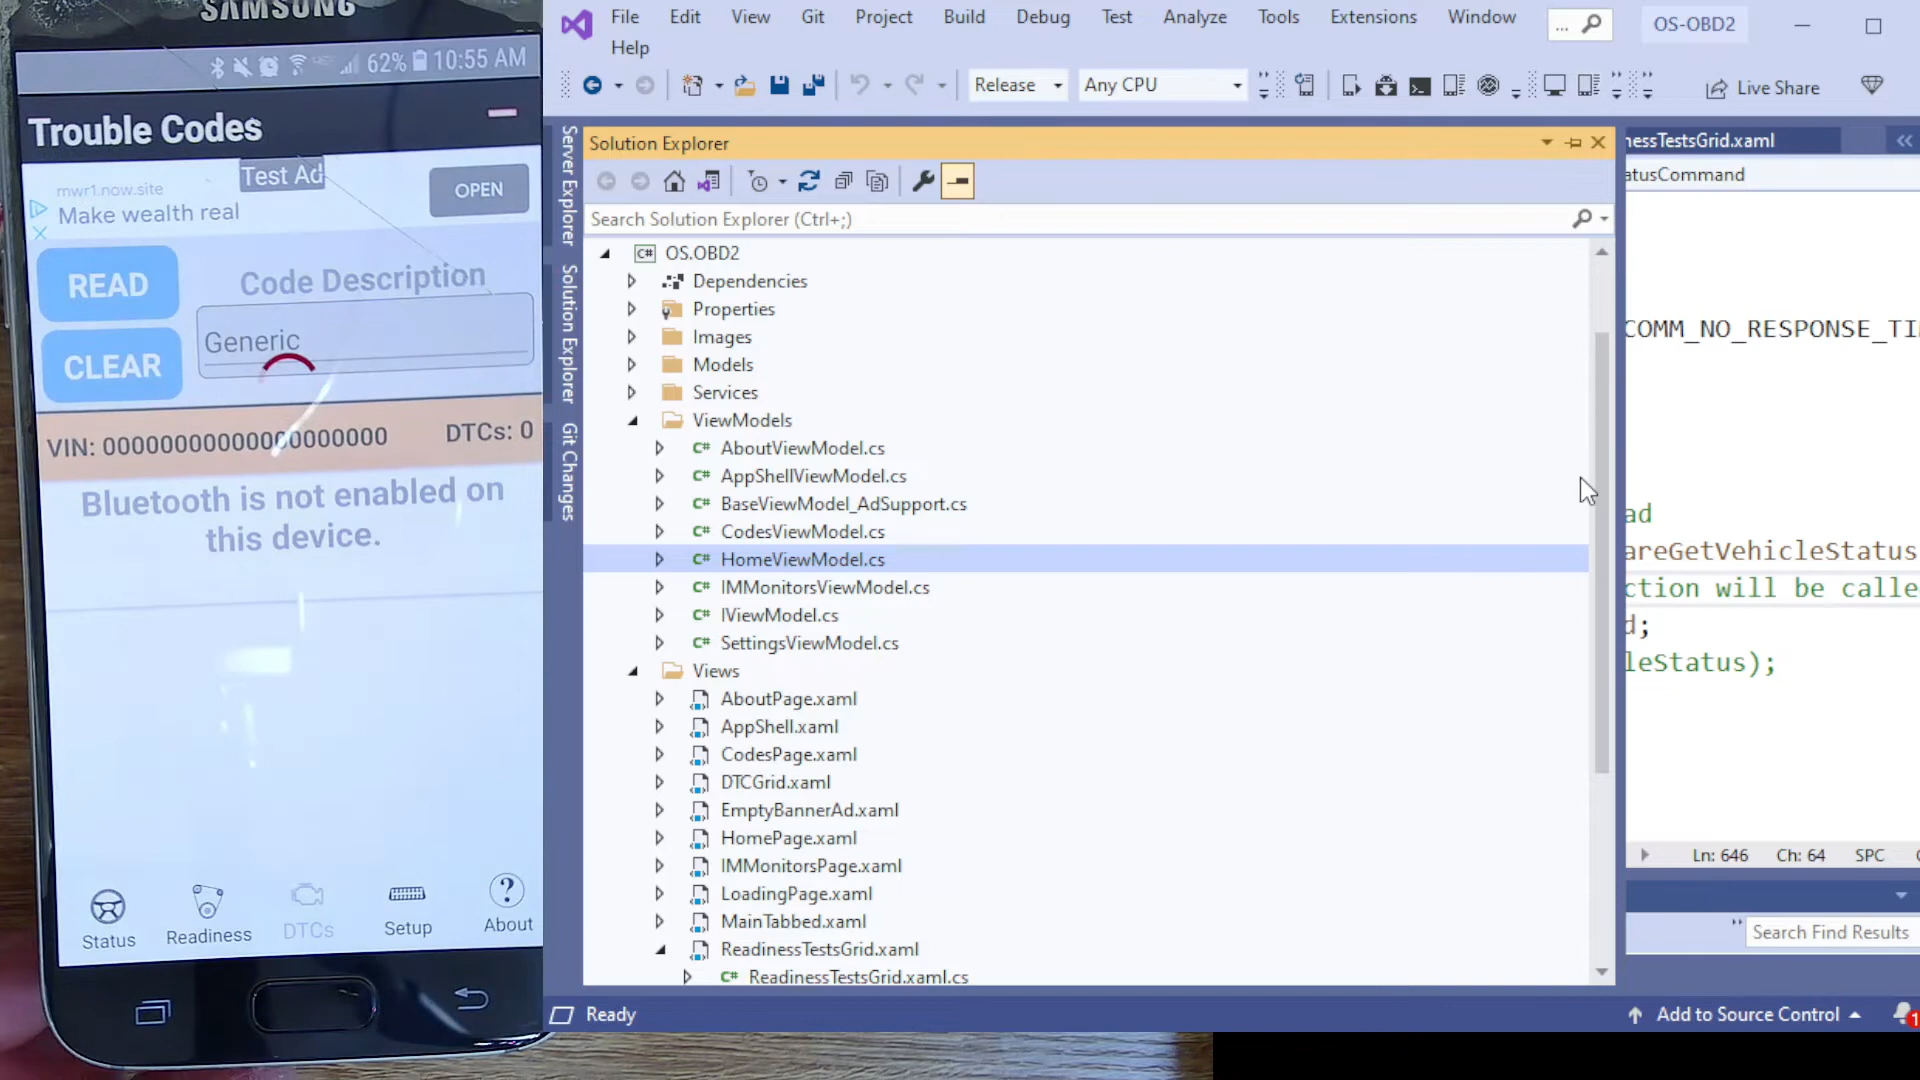 SAMSUNG
62% 10:55 AM
Trouble Codes
Test Ad
mwr1.now.site
Make wealth real
OPEN
READ
CLEAR
Code Description
Generic
VIN: 00000000000000000000
DTCs: 0
Bluetooth is not enabled on
this device.
Status
Readiness
DTCs
Setup
About
File Edit View Git Project Build Debug Test Analyze Tools Extensions Window
Help
...
OS-OBD2
Release
Any CPU
Live Share
Server Explorer
Solution Explorer
Git Changes
Solution Explorer
Search Solution Explorer (Ctrl+;)
C# OS.OBD2
Dependencies
Properties
Images
Models
Services
ViewModels
C# AboutViewModel.cs
C# AppShellViewModel.cs
C# BaseViewModel_AdSupport.cs
C# CodesViewModel.cs
C# HomeViewModel.cs
C# IMMonitorsViewModel.cs
C# IViewModel.cs
C# SettingsViewModel.cs
Views
AboutPage.xaml
AppShell.xaml
CodesPage.xaml
DTCGrid.xaml
EmptyBannerAd.xaml
HomePage.xaml
IMMonitorsPage.xaml
LoadingPage.xaml
MainTabbed.xaml
ReadinessTestsGrid.xaml
C# ReadinessTestsGrid.xaml.cs
nessTestsGrid.xaml
atusCommand
COMM_NO_RESPONSE_TI
ad
areGetVehicleStatus
ction will be calle
d;
leStatus);
Ln: 646 Ch: 64 SPC
Search Find Results
Ready
Add to Source Control
1